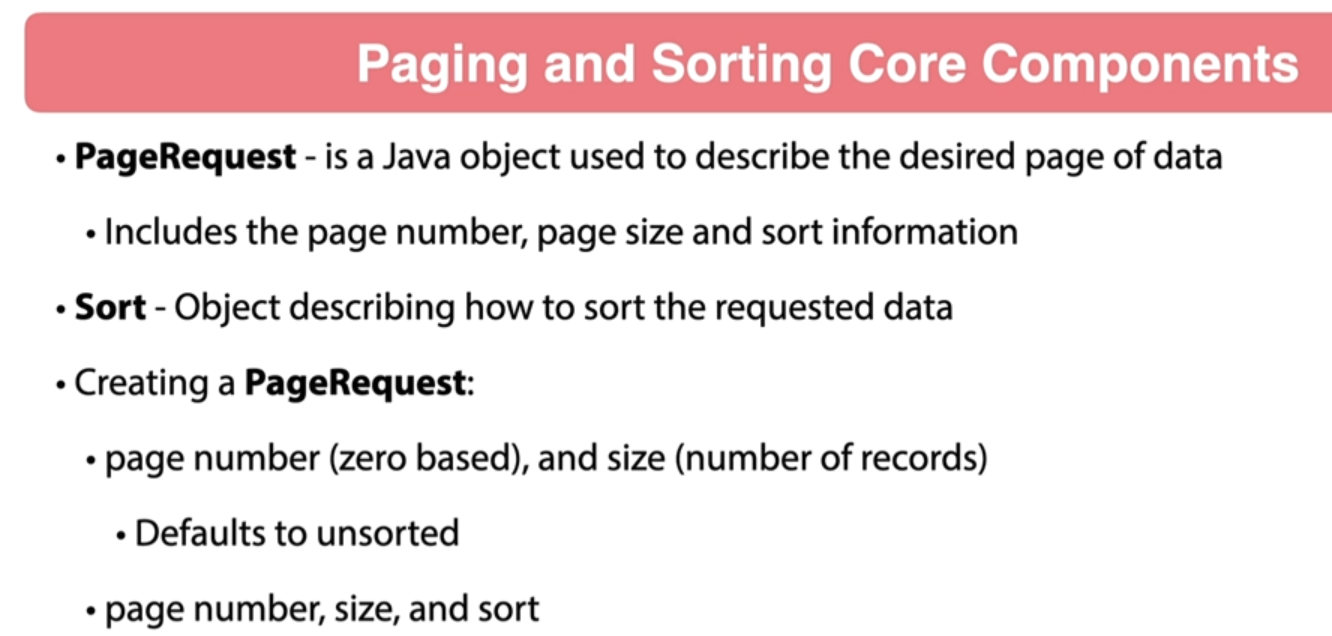 Paging and Sorting Core Components
• PageRequest - is a Java object used to describe the desired page of data
• Includes the page number, page size and sort information
• Sort - Object describing how to sort the requested data
• Creating a PageRequest:
• page number (zero based), and size (number of records)
• Defaults to unsorted
• page number, size, and sort